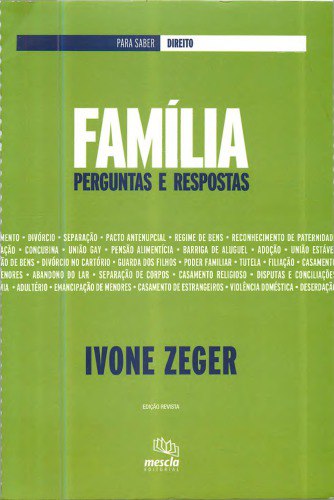 PARA SABER DIREITO
FAMÍLIA
PERGUNTAS E RESPOSTAS
MENTO • DIVÓRCIO • SEPARAÇÃO • PACTO ANTENUPCIAL • REGIME DE BENS • RECONHECIMENTO DE PATERNIDAD
AÇÃO • CONCUBINA • UNIÃO GAY • PENSÃO ALIMENTÍCIA • BARRIGA DE ALUGUEL • ADOÇÃO • UNIÃO ESTÁVE
ÃO DE BENS • DIVÓRCIO NO CARTÓRIO • GUARDA DOS FILHOS • PODER FAMILIAR • TUTELA • FILIAÇÃO • CASAMENT
ENORES • ABANDONO DO LAR • SEPARAÇÃO DE CORPOS • CASAMENTO RELIGIOSO • DISPUTAS E CONCILIAÇÕE
IA • ADULTÉRIO • EMANCIPAÇÃO DE MENORES • CASAMENTO DE ESTRANGEIROS • VIOLÊNCIA DOMÉSTICA • DESERDAÇÃ
IVONE ZEGER
EDIÇÃO REVISTA
mescla
EDITORIAL